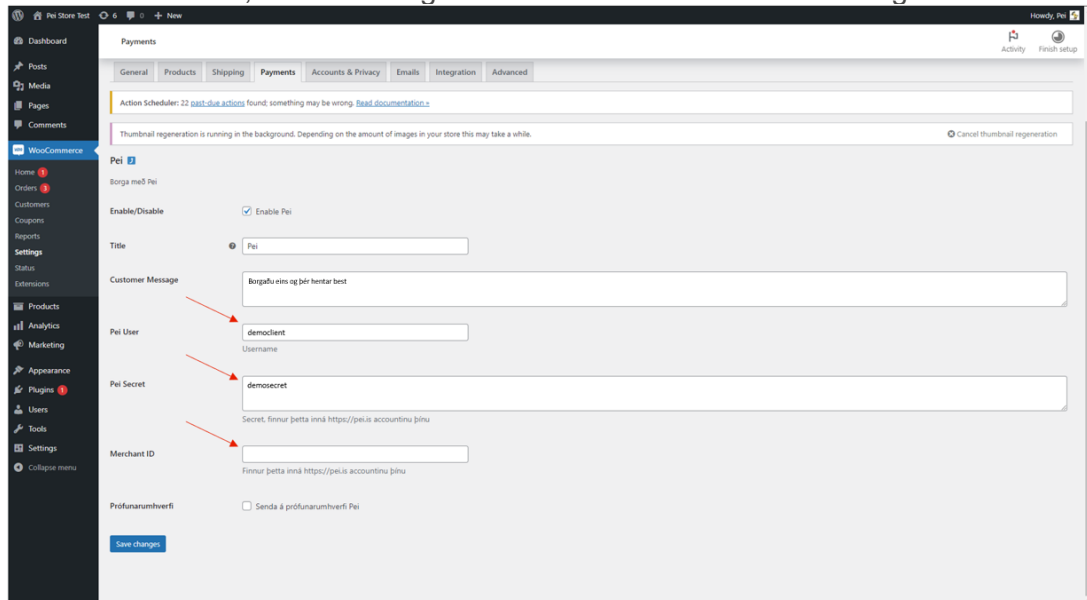 Pei Store Test 6 0 + New Howdy, Pei
Dashboard
Posts
Media
Pages
Comments
WooCommerce
Home 1
Orders 3
Customers
Coupons
Reports
Settings
Status
Extensions
Products
Analytics
Marketing
Appearance
Plugins 1
Users
Tools
Settings
Collapse menu
Payments
Activity Finish setup
General Products Shipping Payments Accounts & Privacy Emails Integration Advanced
Action Scheduler: 22 past-due actions found; something may be wrong. Read documentation »
Thumbnail regeneration is running in the background. Depending on the amount of images in your store this may take a while. Cancel thumbnail regeneration
Pei
Borga með Pei
Enable/Disable Enable Pei
Title Pei
Customer Message Borgaðu eins og þér hentar best
Pei User democlient
Username
Pei Secret demosecret
Secret, finnur þetta inná https://pei.is accountinu þínu
Merchant ID
Finnur þetta inná https://pei.is accountinu þínu
Prófunarumhverfi Senda á prófunarumhverfi Pei
Save changes